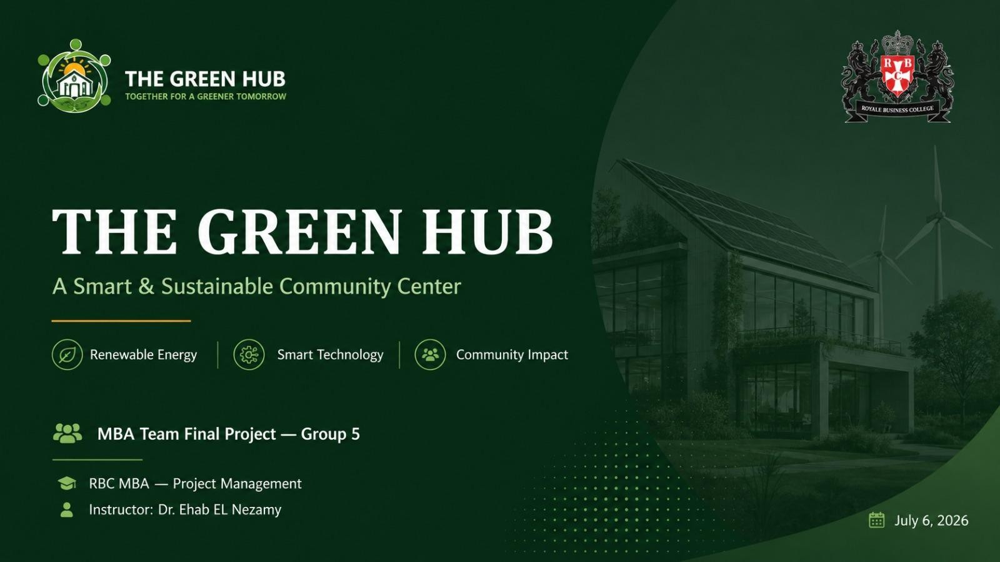 THE GREEN HUB
TOGETHER FOR A GREENER TOMORROW
R B
C
ROYALE BUSINESS COLLEGE
THE GREEN HUB
A Smart & Sustainable Community Center
Renewable Energy
Smart Technology
Community Impact
MBA Team Final Project — Group 5
RBC MBA — Project Management
Instructor: Dr. Ehab EL Nezamy
July 6, 2026